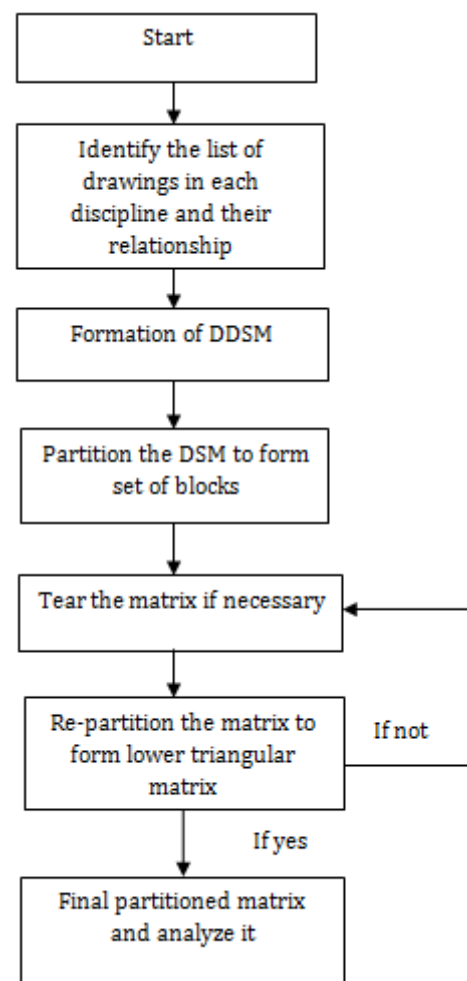 Start
Identify the list of
drawings in each
discipline and their
relationship
Formation of DDSM
Partition the DSM to form
set of blocks
Tear the matrix if necessary
Re-partition the matrix to
form lower triangular
matrix
If not
If yes
Final partitioned matrix
and analyze it